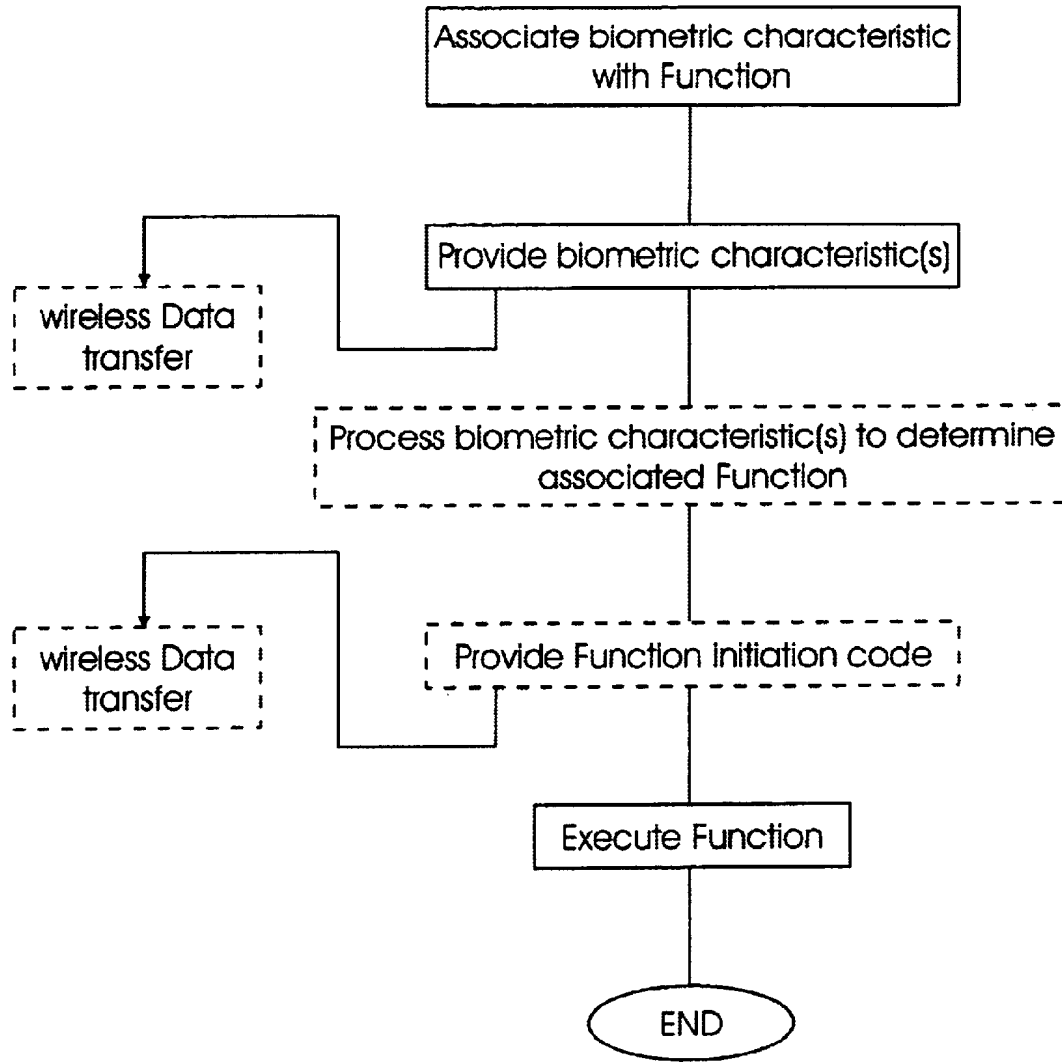 Associate biometric characteristic
with Function
Provide biometric characteristic(s)
wireless Data
transfer
Process biometric characteristic(s) to determine
associated Function
Provide Function initiation code
wireless Data
transfer
Execute Function
END